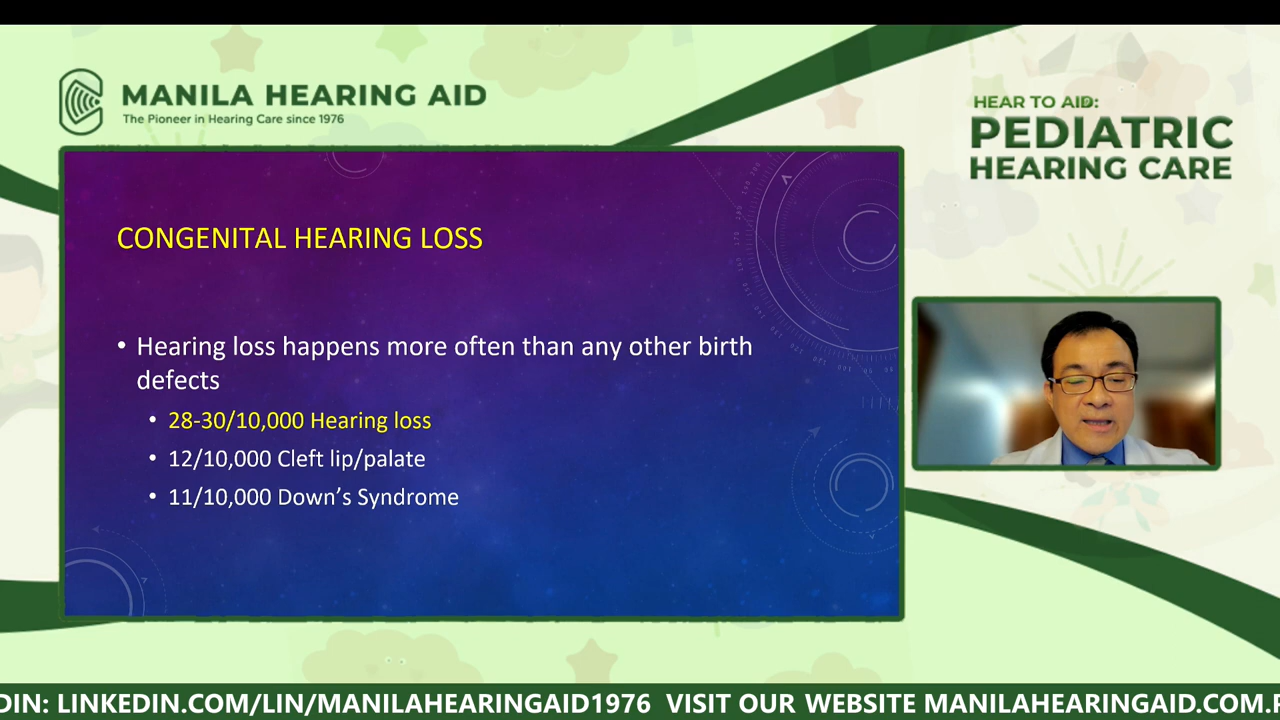 MANILA HEARING AID
The Pioneer in Hearing Care since 1976
HEAR TO AID:
PEDIATRIC
HEARING CARE
CONGENITAL HEARING LOSS
• Hearing loss happens more often than any other birth
defects
• 28-30/10,000 Hearing loss
• 12/10,000 Cleft lip/palate
• 11/10,000 Down’s Syndrome
DIN: LINKEDIN.COM/LIN/MANILAHEARINGAID1976 VISIT OUR WEBSITE MANILAHEARINGAID.COM.